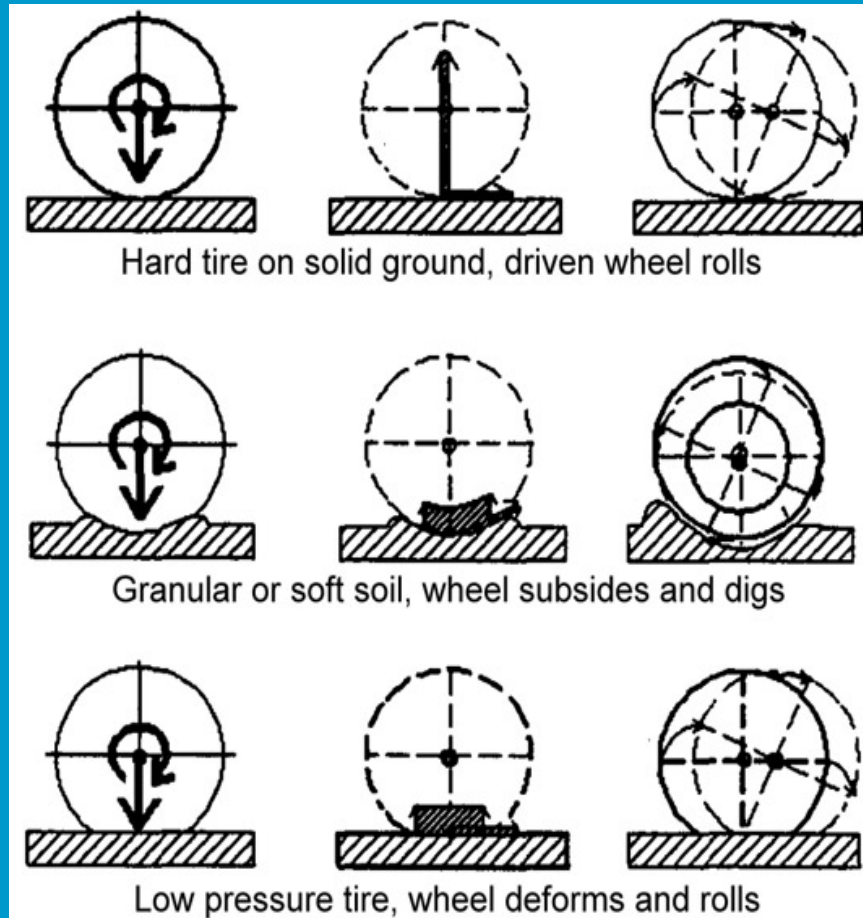 Hard tire on solid ground, driven wheel rolls
Granular or soft soil, wheel subsides and digs
Low pressure tire, wheel deforms and rolls